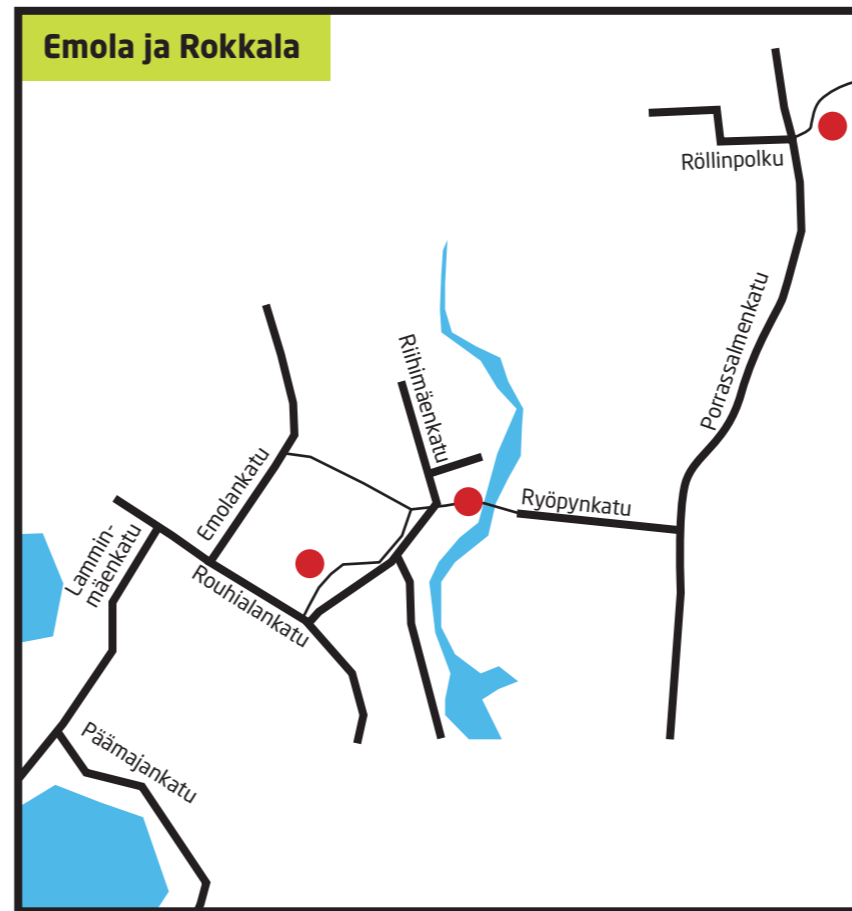 Emola ja Rokkala
Röllinpolku
Porrassalmenkatu
Riihimäenkatu
Emolankatu
Ryöpynkatu
Lammin-
mäenkatu
Rouhialankatu
Päämajankatu